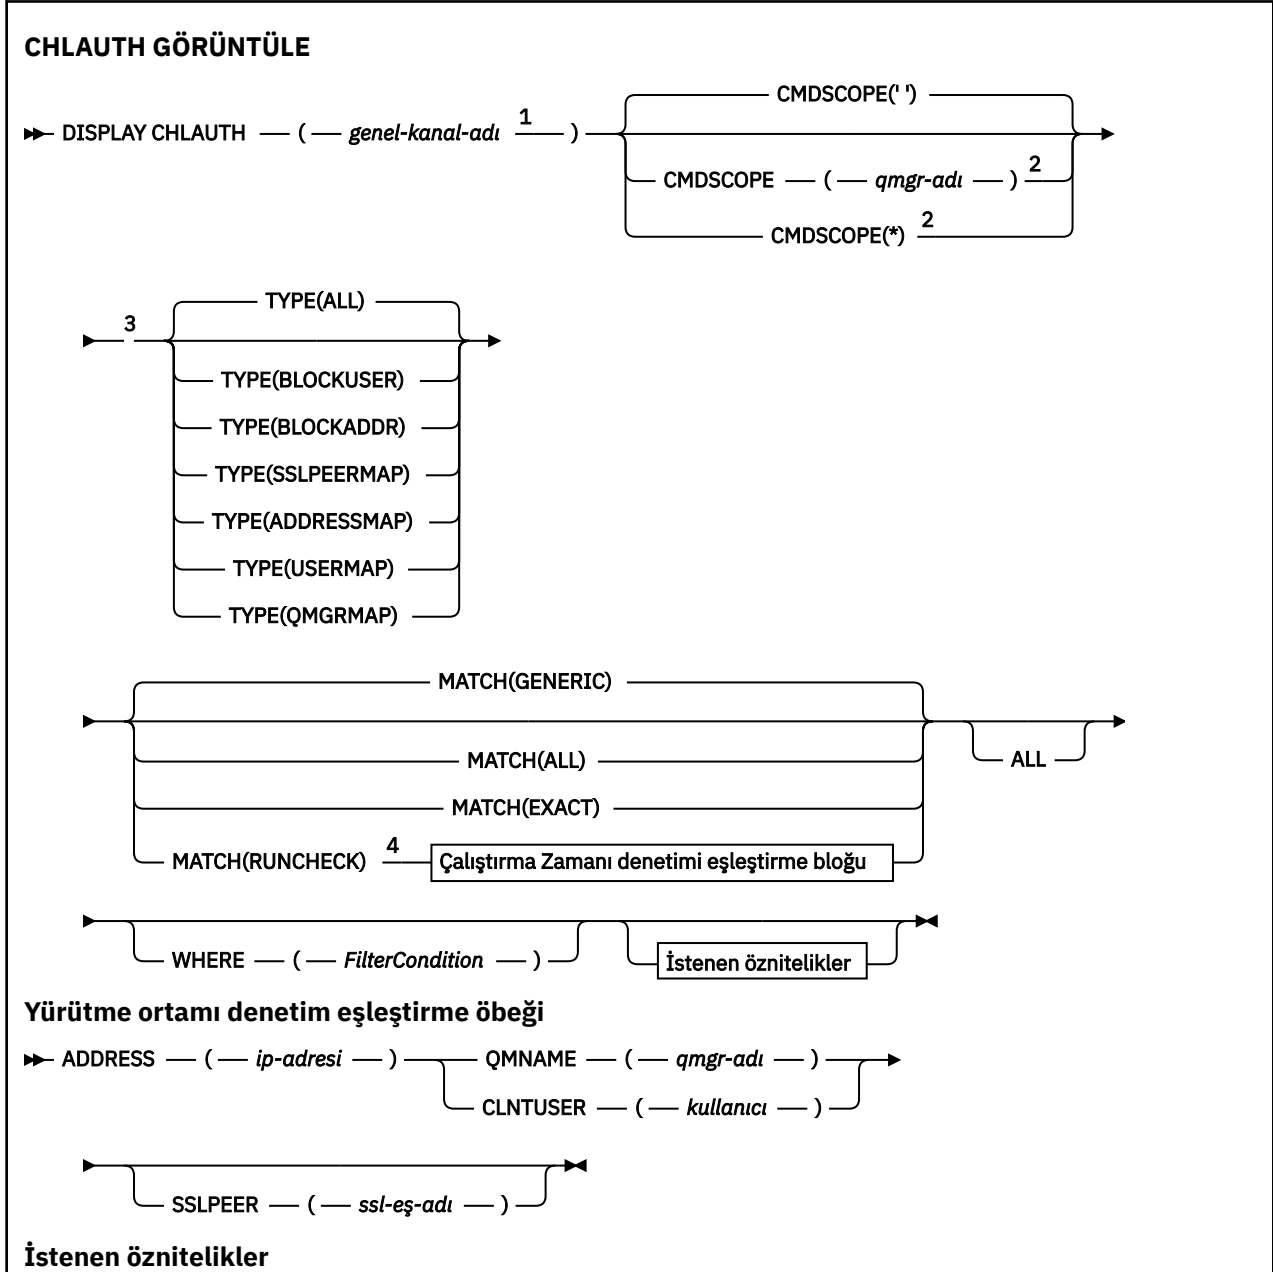 CHLAUTH GÖRÜNTÜLE
CMDSCOPE(' ')
DISPLAY CHLAUTH ( genel-kanal-adı 1 )
CMDSCOPE ( qmgr-adı ) 2
CMDSCOPE(*) 2
TYPE(ALL)
3
TYPE(BLOCKUSER)
TYPE(BLOCKADDR)
TYPE(SSLPEERMAP)
TYPE(ADDRESSMAP)
TYPE(USERMAP)
TYPE(QMGRMAP)
MATCH(GENERIC)
MATCH(ALL)
ALL
MATCH(EXACT)
MATCH(RUNCHECK) 4 Çalıştırma Zamanı denetimi eşleştirme bloğu
WHERE ( FilterCondition ) İstenen öznitelikler
Yürütme ortamı denetim eşleştirme öbeği
ADDRESS ( ip-adresi ) QMNAME ( qmgr-adı )
CLNTUSER ( kullanıcı )
SSLPEER ( ssl-eş-adı )
İstenen öznitelikler